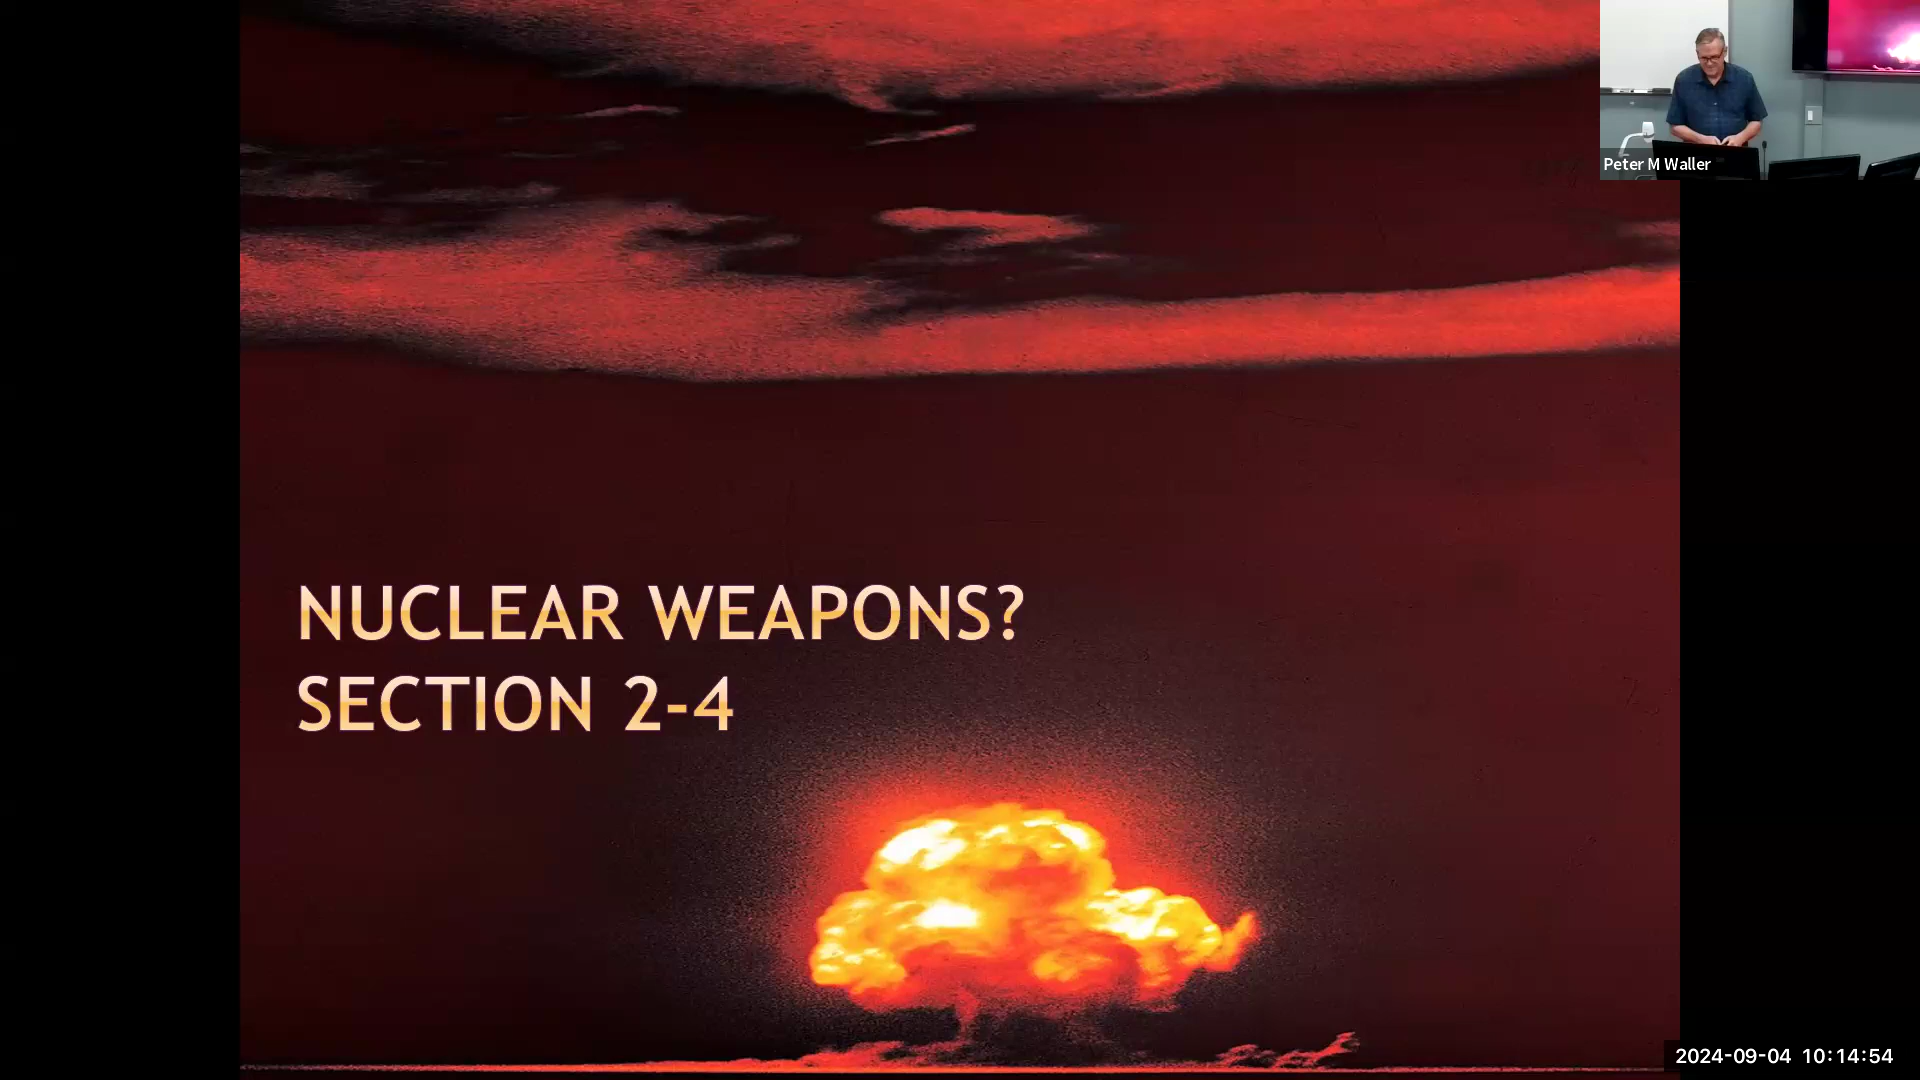 Peter M Waller
NUCLEAR WEAPONS?
SECTION 2-4
2024-09-04 10:14:54